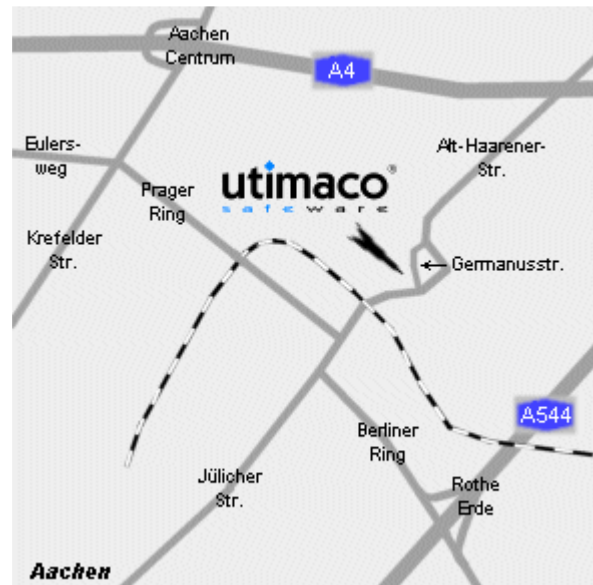 Aachen
Centrum
A4
Eulers-
weg
Alt-Haarener-
Str.
Prager
Ring
utimaco®
safeware
Krefelder
Str.
Germanusstr.
A544
Berliner
Ring
Jülicher
Str.
Rothe
Erde
Aachen